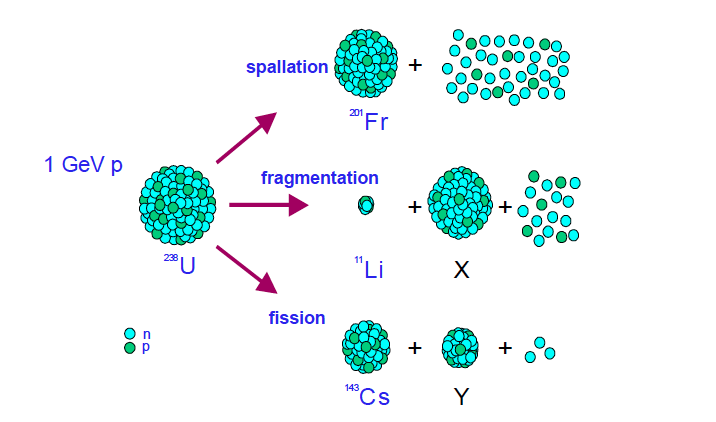 spallation
+
²⁰¹Fr
1 GeV p
fragmentation
+
+
²³⁸U
¹¹Li
X
fission
n
p
+
+
¹⁴³Cs
Y